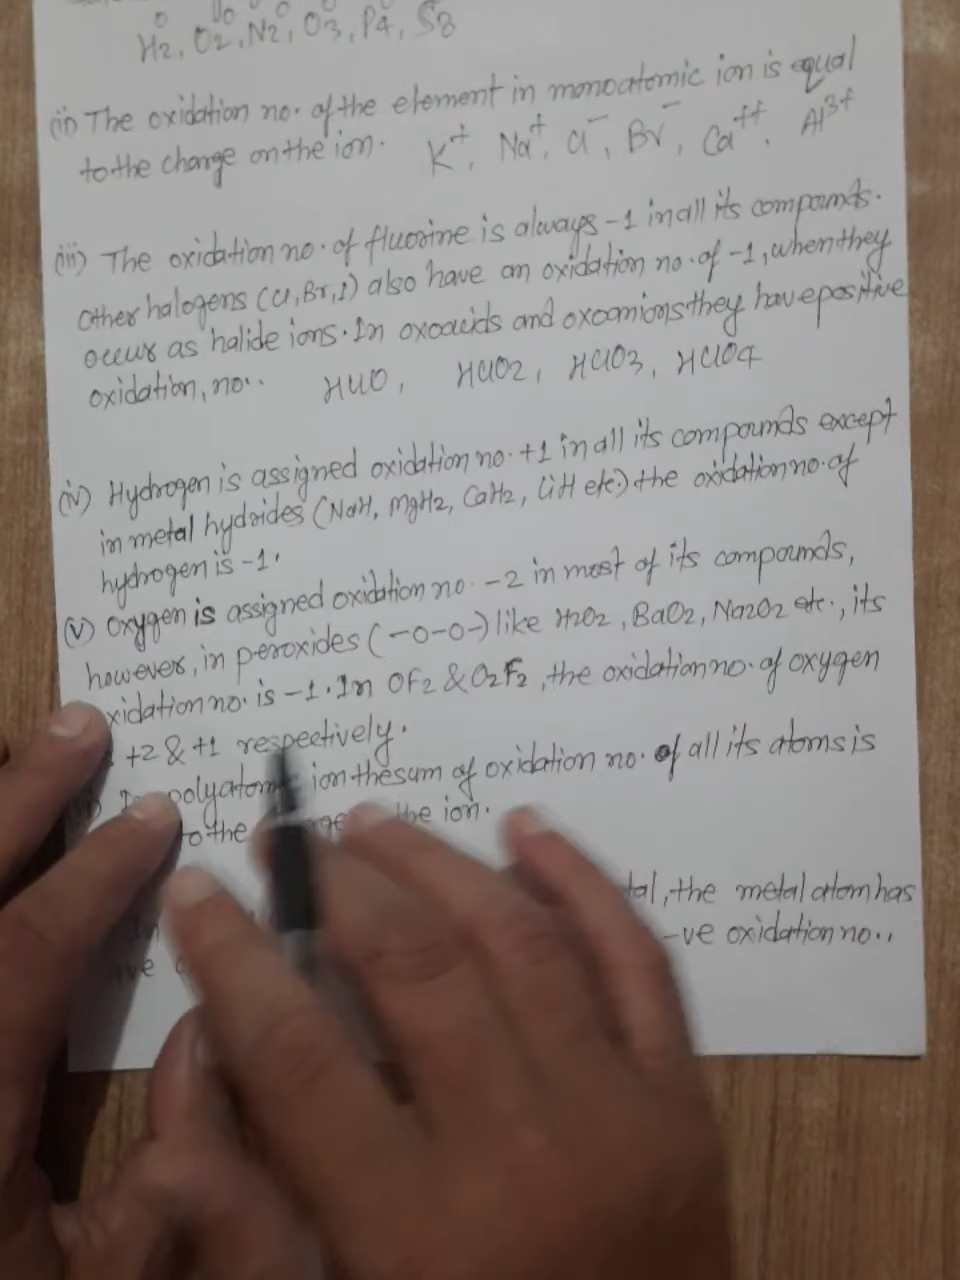 H2, O2, N2, O3, P4, S8
(ii) The oxidation no. of the element in monoatomic ion is equal
to the charge on the ion. K+, Na+, Cl−, Br−, Ca++, Al3+
(iii) The oxidation no. of fluorine is always -1 in all its compounds.
Other halogens (Cl, Br, I) also have an oxidation no. of -1, when they
occur as halide ions. In oxoacids and oxoanions they have positive
oxidation, no.. HClO, HClO2, HClO3, HClO4
(iv) Hydrogen is assigned oxidation no. +1 in all its compounds except
in metal hydrides (NaH, MgH2, CaH2, LiH etc.) the oxidation no. of
hydrogen is -1.
(v) Oxygen is assigned oxidation no. -2 in most of its compounds,
however, in peroxides (-O-O-) like H2O2, BaO2, Na2O2 etc., its
xidation no. is -1. In OF2 & O2F2, the oxidation no. of oxygen
+2 & +1 respectively.
polyatomic ion the sum of oxidation no. of all its atoms is
to the the ion.
tal, the metal atom has
-ve oxidation no..